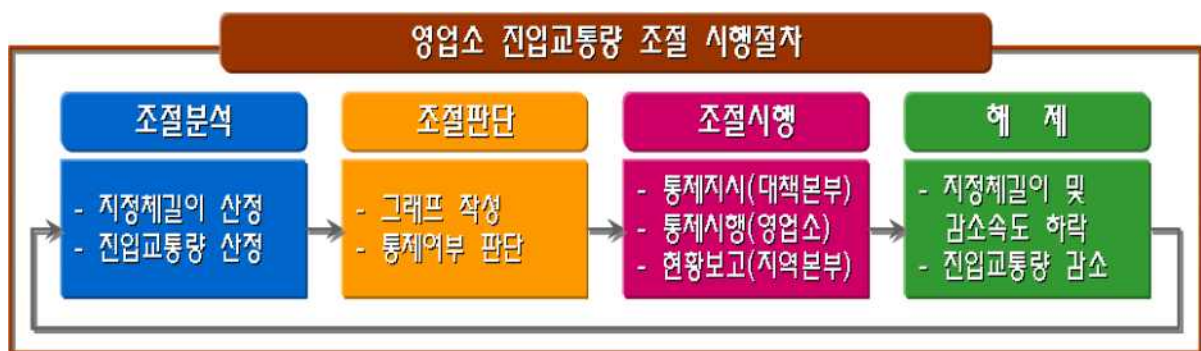 영업소 진입교통량 조절 시행절차
조절분석
- 지정체길이 산정
- 진입교통량 산정
조절판단
- 그래프 작성
- 통제여부 판단
조절시행
- 통제지시(대책본부)
- 통제시행(영업소)
- 현황보고(지역본부)
해 제
- 지정체길이 및
감소속도 하락
- 진입교통량 감소